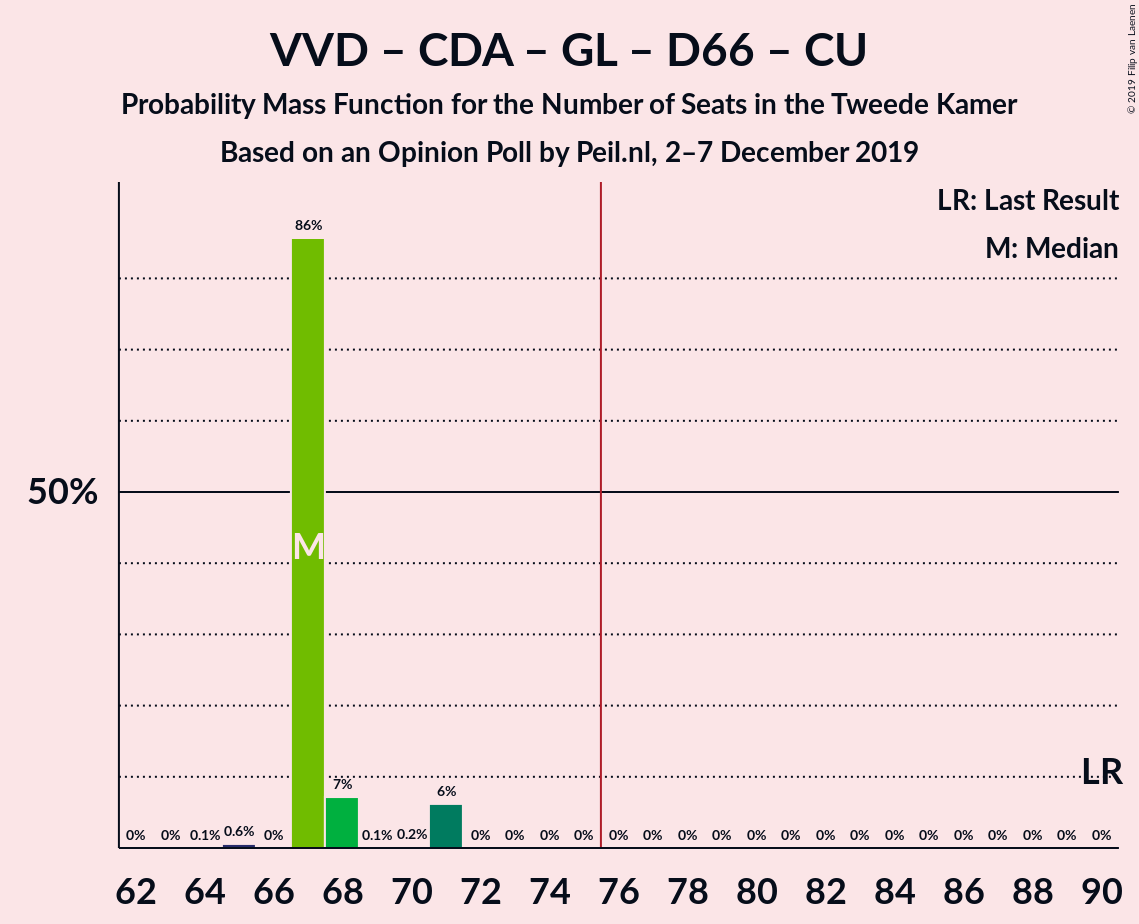 VVD – CDA – GL – D66 – CU
Probability Mass Function for the Number of Seats in the Tweede Kamer
Based on an Opinion Poll by Peil.nl, 2–7 December 2019
© 2019 Filip van Laenen
LR: Last Result
M: Median
50%
86%
M
LR
0% 0% 0.1% 0.6% 0% 7% 0.1% 0.2% 6% 0% 0% 0% 0% 0% 0% 0% 0% 0% 0% 0% 0% 0% 0% 0% 0% 0% 0% 0%
62 64 66 68 70 72 74 76 78 80 82 84 86 88 90